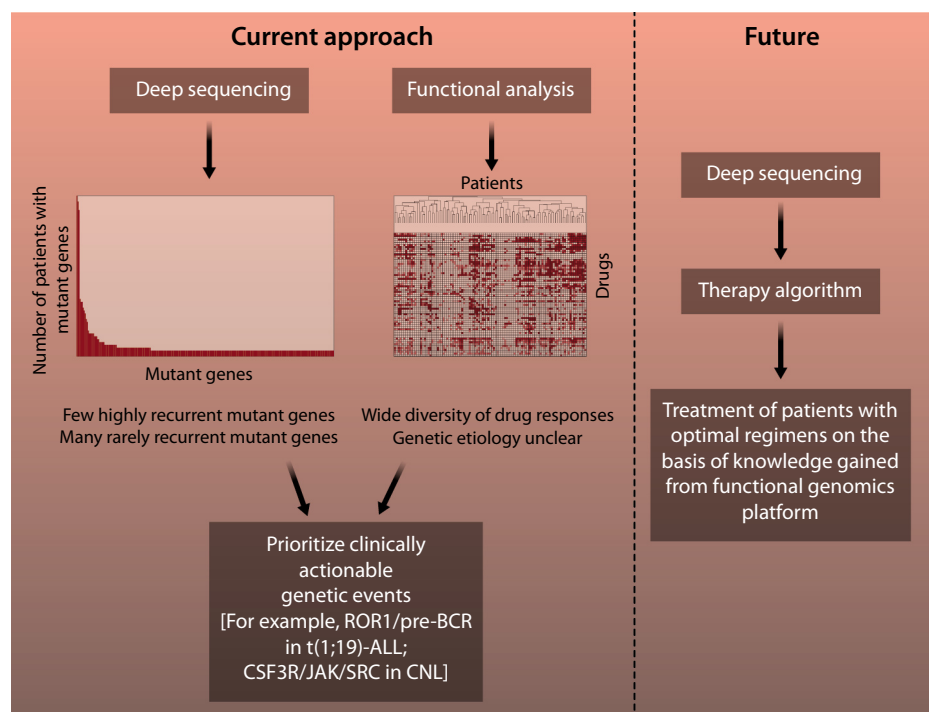 Current approach
Deep sequencing
Functional analysis
Number of patients with
mutant genes
Mutant genes
Patients
Drugs
Few highly recurrent mutant genes
Many rarely recurrent mutant genes
Wide diversity of drug responses
Genetic etiology unclear
Prioritize clinically
actionable
genetic events
[For example, ROR1/pre-BCR
in t(1;19)-ALL;
CSF3R/JAK/SRC in CNL]
Future
Deep sequencing
Therapy algorithm
Treatment of patients with
optimal regimens on the
basis of knowledge gained
from functional genomics
platform